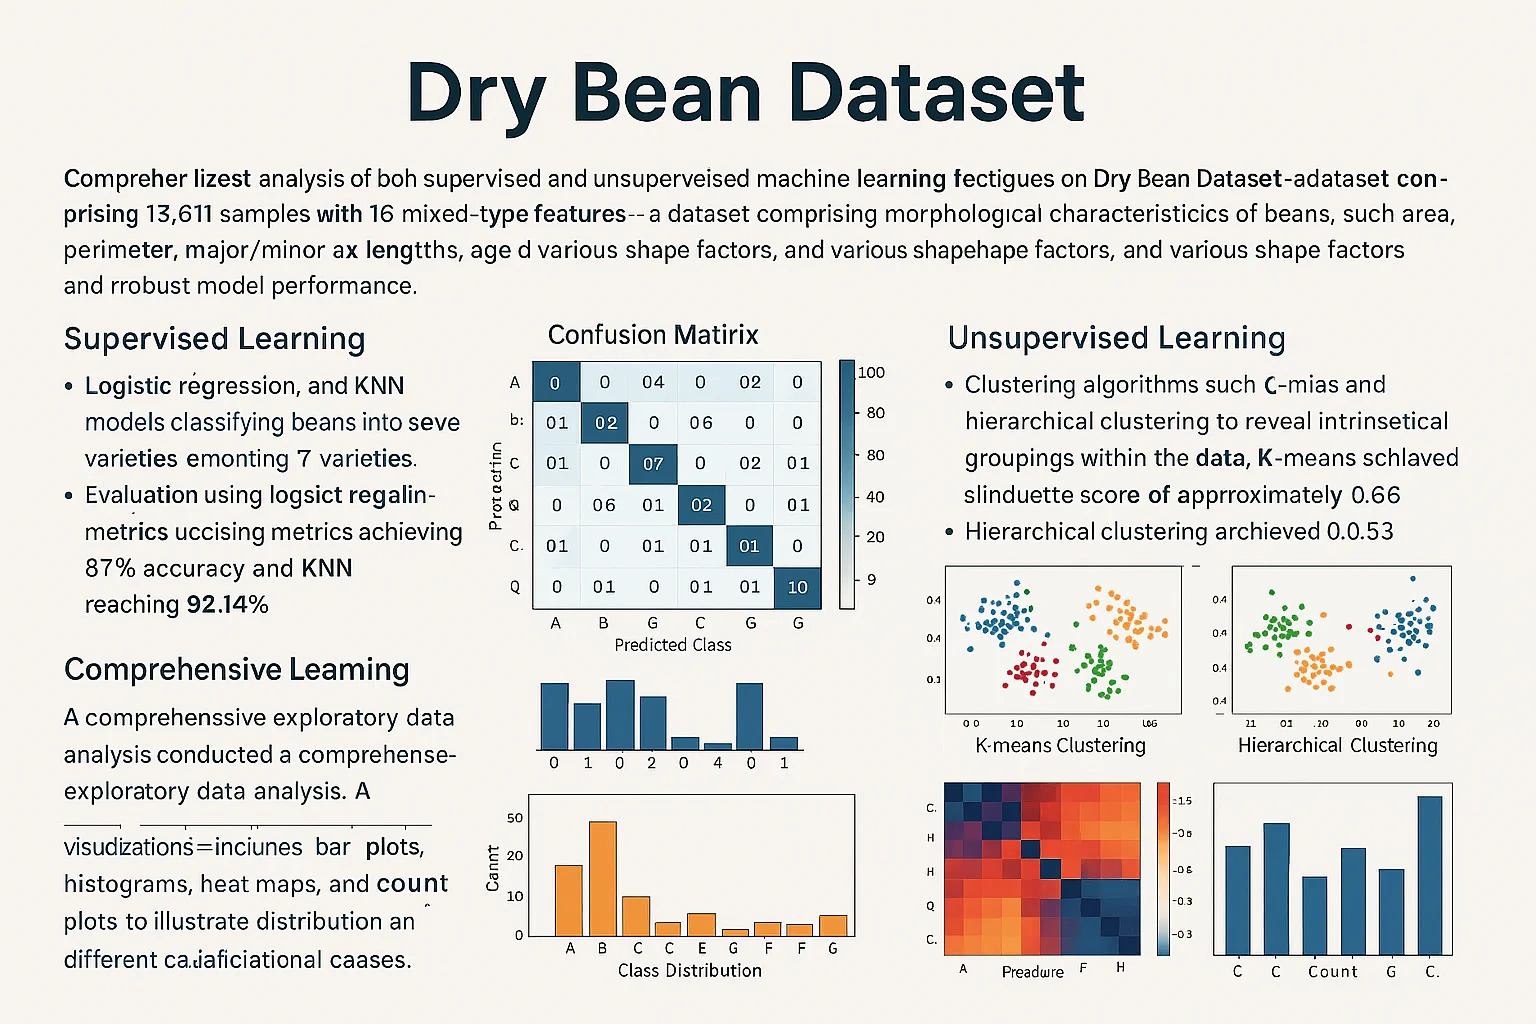 Dry Bean Dataset
Compreher lizest analysis of boh supervised and unsuperveised machine learning fectigues on Dry Bean Dataset-adataset con-
prising 13,611 samples with 16 mixed-type features--a dataset comprising morphological characteristicics of beans, such area,
perimeter, major/minor ax lengtths, age d various shape factors, and various shapehape factors, and various shape factors
and rrobust model performance.
Supervised Learning
• Logistic regression, and KNN
models classifying beans into seve
varieties emonting 7 varieties.
• Evaluation using logsict regalin-
metrics uccising metrics achieving
87% accuracy and KNN
reaching 92.14%
Comprehensive Leaming
A comprehenssive exploratory data
analysis conducted a comprehense-
exploratory data analysis. A
visudizations=inciunes bar plots,
histograms, heat maps, and count
plots to illustrate distribution an
different ca.iaficiational caases.
Confusion Matirix
A 0 0 04 0 02 0
b: 01 02 0 06 0 0
C 01 0 07 0 02 01
Q 0 06 01 02 0 01
C. 01 0 01 01 01 0
Q 0 01 0 01 01 10
A B G C G G
Predicted Class
100
80
80
40
20
9
0 1 0 2 0 4 0 1
50
20
10
0
Cannt
A B C C E G F F G
Class Distribution
Unsupervised Learning
• Clustering algorithms such C-mias and
hierarchical clustering to reveal intrinsetical
groupings within the data, K-means schlaved
slinduette score of apprroximately 0.66
• Hierarchical clustering archieved 0.0.53
0.4
0.4
0.1
0 0 10 10 10
K-means Clustering
0.4
0.4
0.4
0.4
21 01 .20 00 10 20
Hierarchical Clustering
C.
H
H
Q
C.
A Preadure F H
1.5
-0.3
-0.3
C C Count G C.